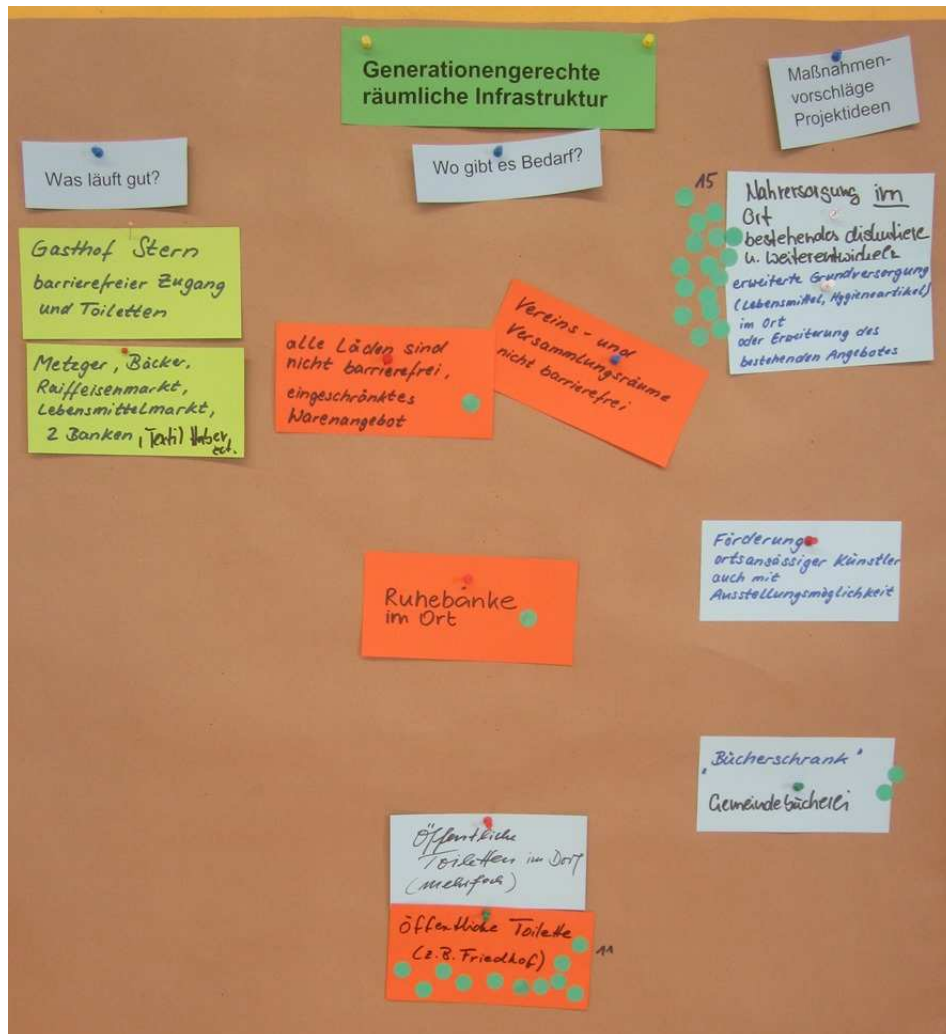 Generationengerechte
räumliche Infrastruktur
Maßnahmen-
vorschläge
Projektideen
Was läuft gut?
Wo gibt es Bedarf?
Gasthof Stern
barrierefreier Zugang
und Toiletten
Metzger, Bäcker,
Raiffeisenmarkt,
Lebensmittelmarkt,
2 Banken, Textil
alle Läden sind
nicht barrierefrei,
eingeschränktes
Warenangebot
Vereins- und
Versammlungsräume
nicht barrierefrei
Ruhebänke
im Ort
Öffentliche
Toiletten im Dorf
(mehrfach)
öffentliche Toilette
(z.B. Friedhof)
11
15
Nahversorgung im
Ort
bestehendes
u. weiterentwickeln
erweiterte Grundversorgung
(Lebensmittel, Hygieneartikel)
im Ort
oder Erweiterung des
bestehenden Angebotes
Förderung
ortsansässiger Künstler
auch mit
Ausstellungsmöglichkeit
"Bücherschrank"
Gemeindebücherei